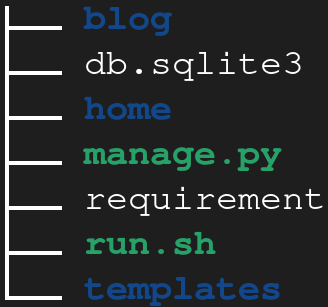 blog
db.sqlite3
home
manage.py
requirement
run.sh
templates